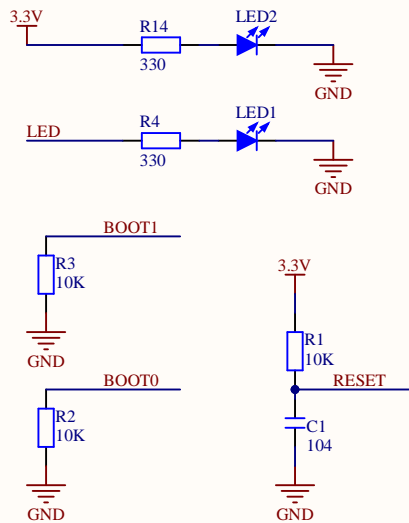 3.3V
R14
330
LED2
GND
LED
R4
330
LED1
GND
BOOT1
R3
10K
GND
BOOT0
R2
10K
GND
3.3V
R1
10K
RESET
C1
104
GND